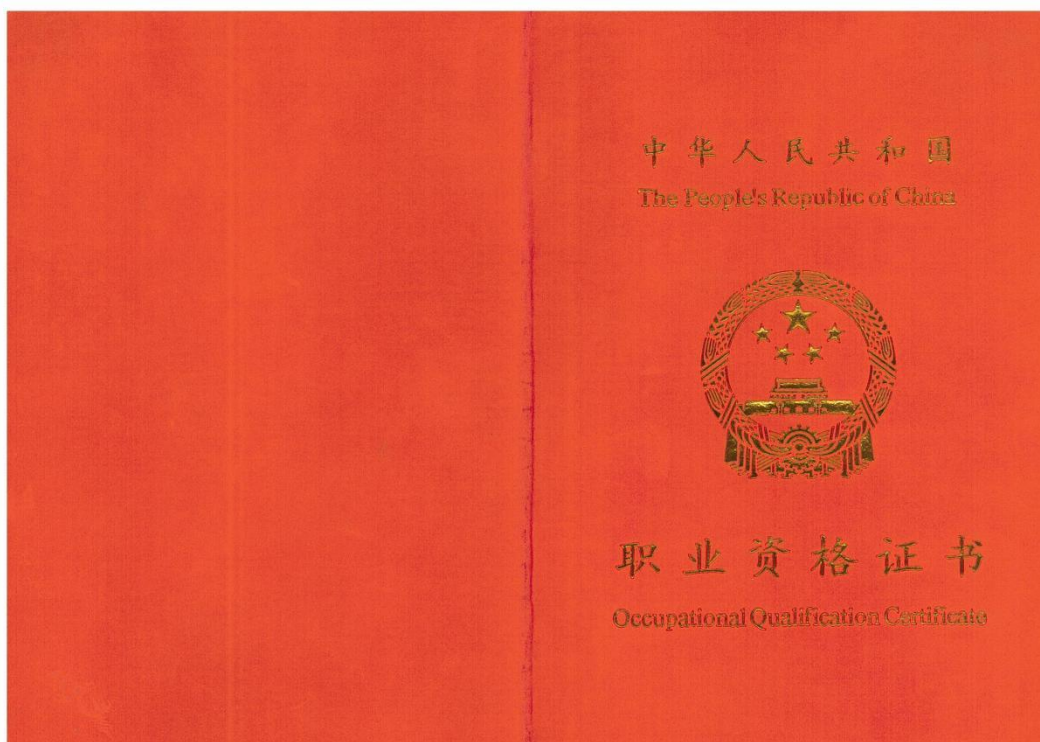 中华人民共和国
The People's Republic of China
职业资格证书
Occupational Qualification Certificate